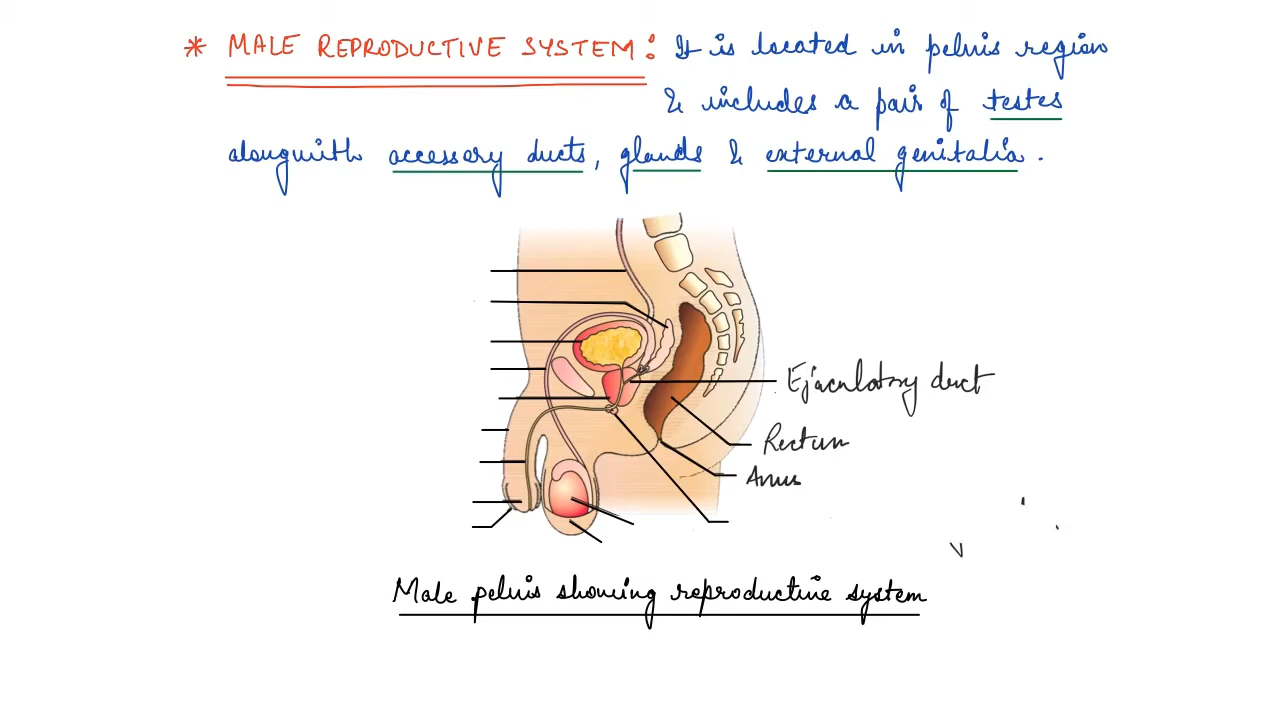 * MALE REPRODUCTIVE SYSTEM: It is located in pelvis region
& includes a pair of testes
alongwith accessory ducts, glands & external genitalia.
Ejaculatory duct
Rectum
Anus
Male pelvis showing reproductive system